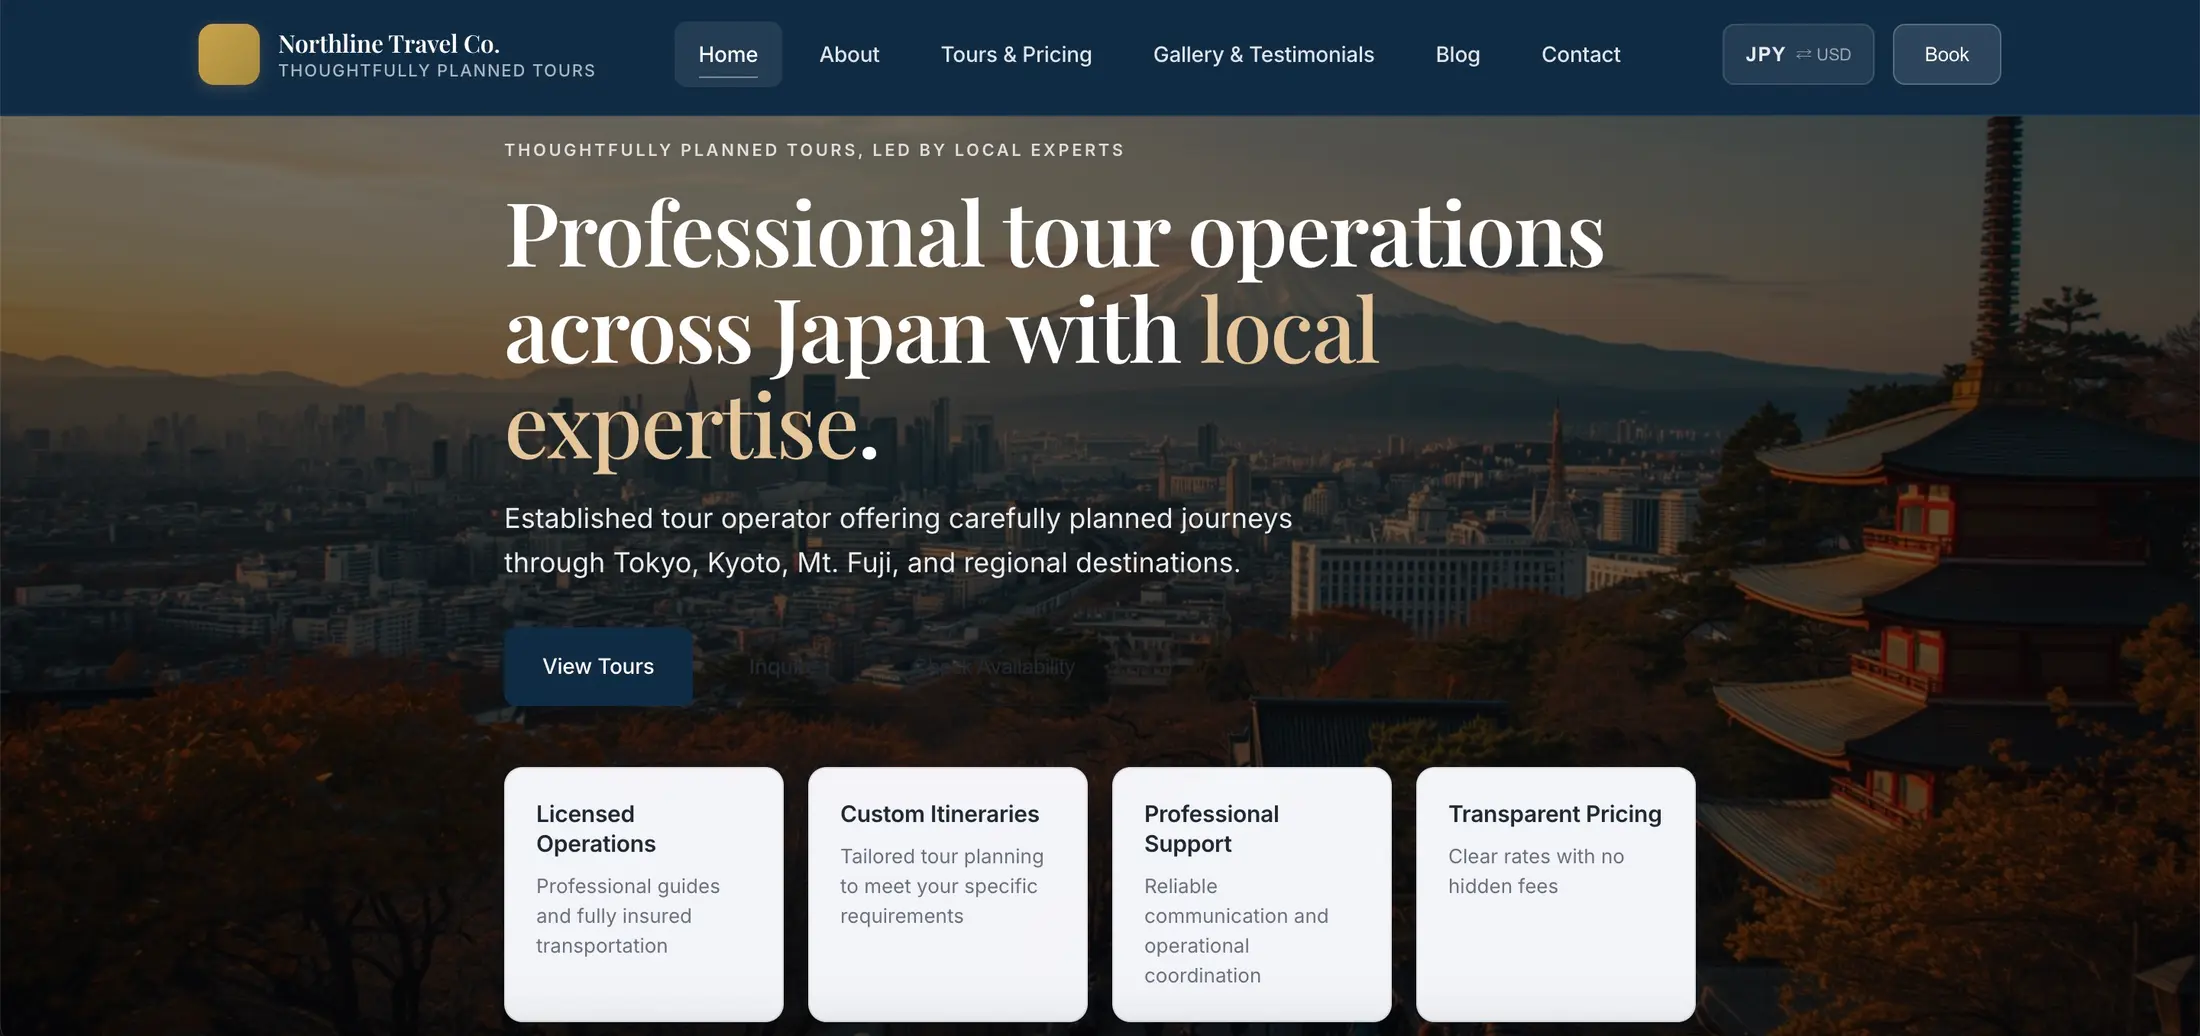 Northline Travel Co.
THOUGHTFULLY PLANNED TOURS
Home
About
Tours & Pricing
Gallery & Testimonials
Blog
Contact
JPY ⇄ USD
Book
THOUGHTFULLY PLANNED TOURS, LED BY LOCAL EXPERTS
Professional tour operations
across Japan with local
expertise.
Established tour operator offering carefully planned journeys
through Tokyo, Kyoto, Mt. Fuji, and regional destinations.
View Tours
Check Availability
Licensed
Operations
Professional guides
and fully insured
transportation
Custom Itineraries
Tailored tour planning
to meet your specific
requirements
Professional
Support
Reliable
communication and
operational
coordination
Transparent Pricing
Clear rates with no
hidden fees